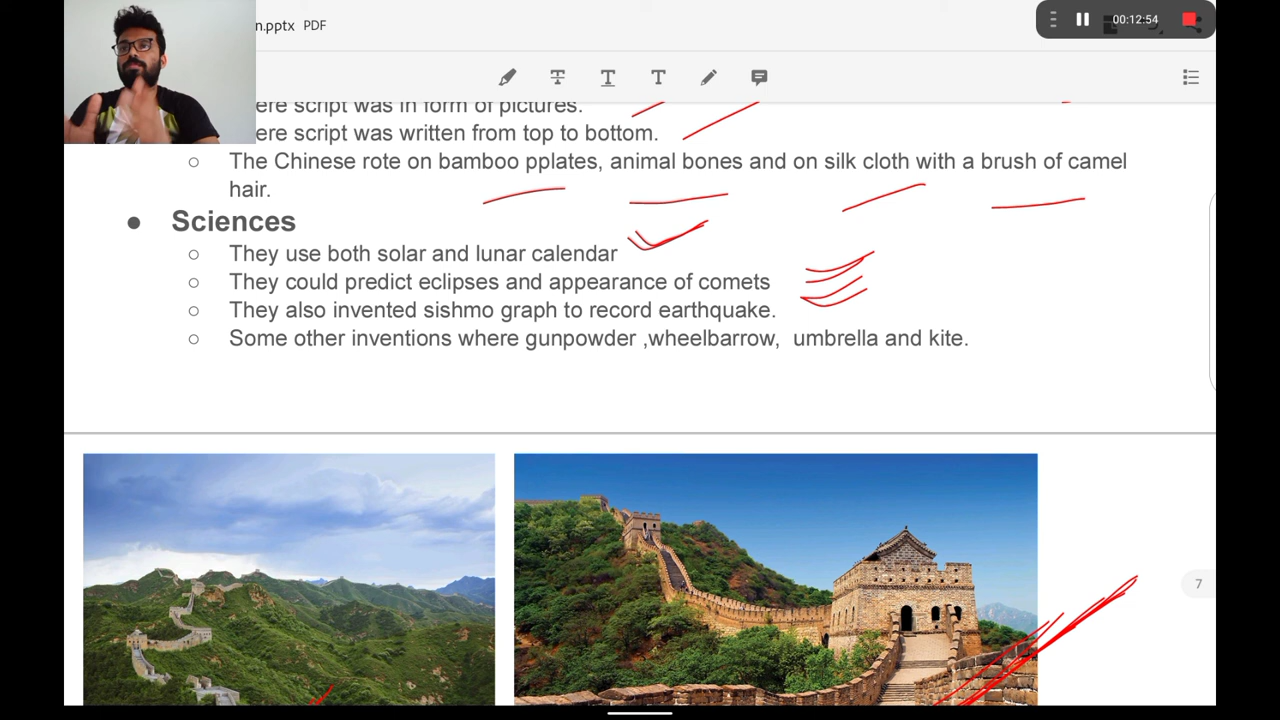 n.pptx PDF
00:12:54
ere script was in form of pictures.
ere script was written from top to bottom.
○ The Chinese rote on bamboo pplates, animal bones and on silk cloth with a brush of camel
hair.
● Sciences
○ They use both solar and lunar calendar
○ They could predict eclipses and appearance of comets
○ They also invented sishmo graph to record earthquake.
○ Some other inventions where gunpowder ,wheelbarrow, umbrella and kite.
7